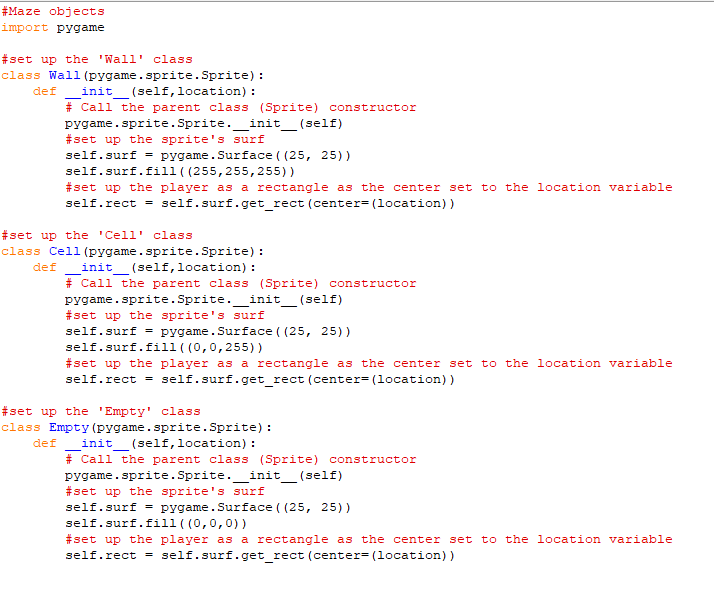 #Maze objects
import pygame

#set up the 'Wall' class
class Wall(pygame.sprite.Sprite):
    def __init__(self,location):
        # Call the parent class (Sprite) constructor
        pygame.sprite.Sprite.__init__(self)
        #set up the sprite's surf
        self.surf = pygame.Surface((25, 25))
        self.surf.fill((255,255,255))
        #set up the player as a rectangle as the center set to the location variable
        self.rect = self.surf.get_rect(center=(location))

#set up the 'Cell' class
class Cell(pygame.sprite.Sprite):
    def __init__(self,location):
        # Call the parent class (Sprite) constructor
        pygame.sprite.Sprite.__init__(self)
        #set up the sprite's surf
        self.surf = pygame.Surface((25, 25))
        self.surf.fill((0,0,255))
        #set up the player as a rectangle as the center set to the location variable
        self.rect = self.surf.get_rect(center=(location))

#set up the 'Empty' class
class Empty(pygame.sprite.Sprite):
    def __init__(self,location):
        # Call the parent class (Sprite) constructor
        pygame.sprite.Sprite.__init__(self)
        #set up the sprite's surf
        self.surf = pygame.Surface((25, 25))
        self.surf.fill((0,0,0))
        #set up the player as a rectangle as the center set to the location variable
        self.rect = self.surf.get_rect(center=(location))